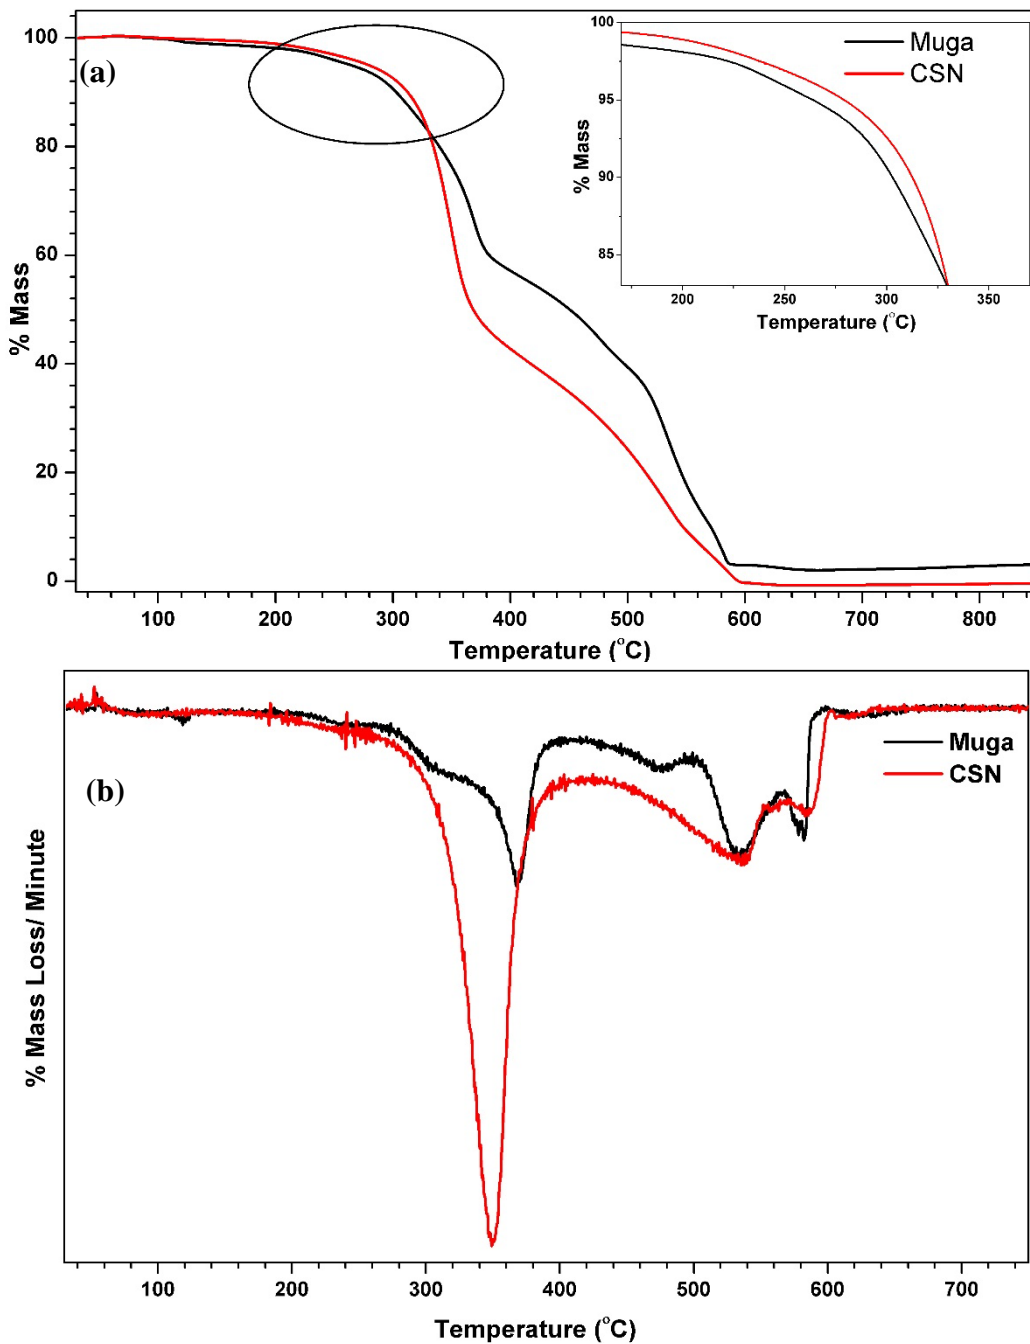 (a)
% Mass
100
80
60
40
20
0
100 200 300 400 500 600 700 800
Temperature (°C)
Muga
CSN
% Mass
100
95
90
85
200 250 300 350
Temperature (°C)
(b)
Muga
CSN
% Mass Loss/ Minute
100 200 300 400 500 600 700
Temperature (°C)